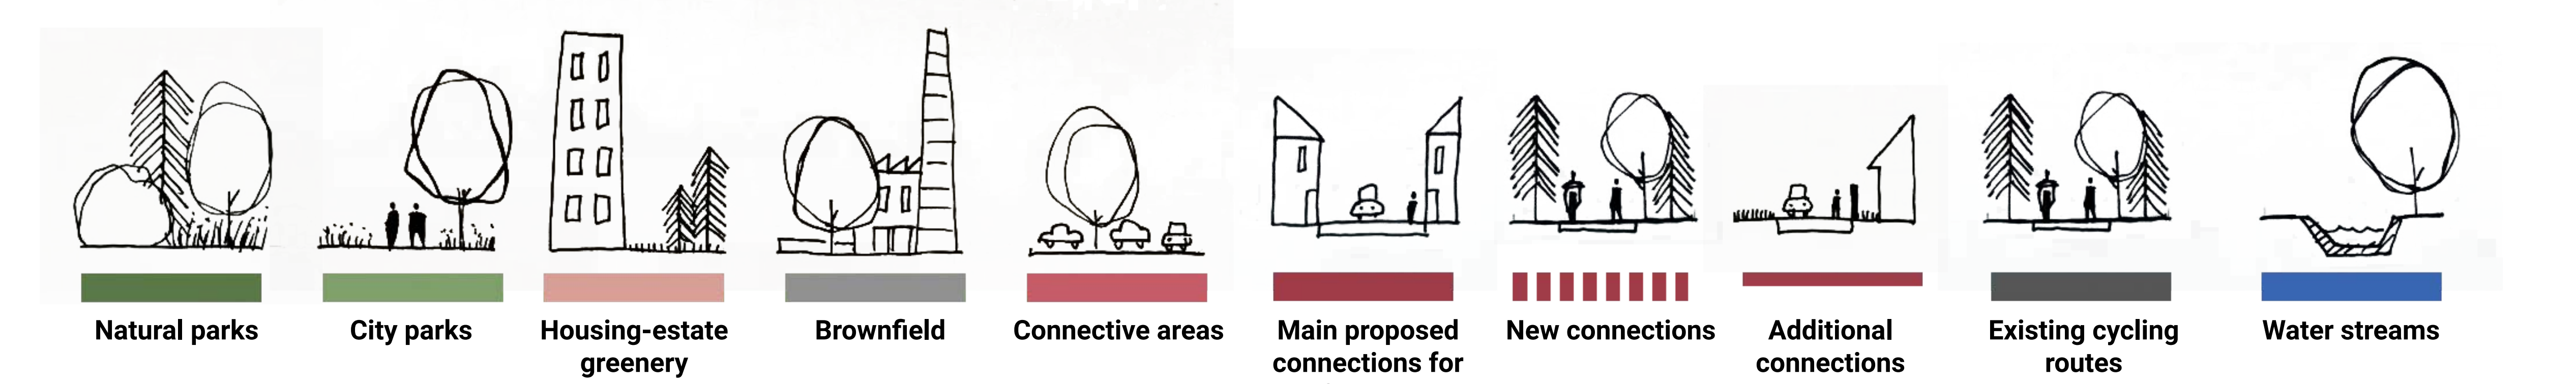 Natural parks
City parks
Housing-estate
greenery
Brownfield
Connective areas
Main proposed
connections for
New connections
Additional
connections
Existing cycling
routes
Water streams